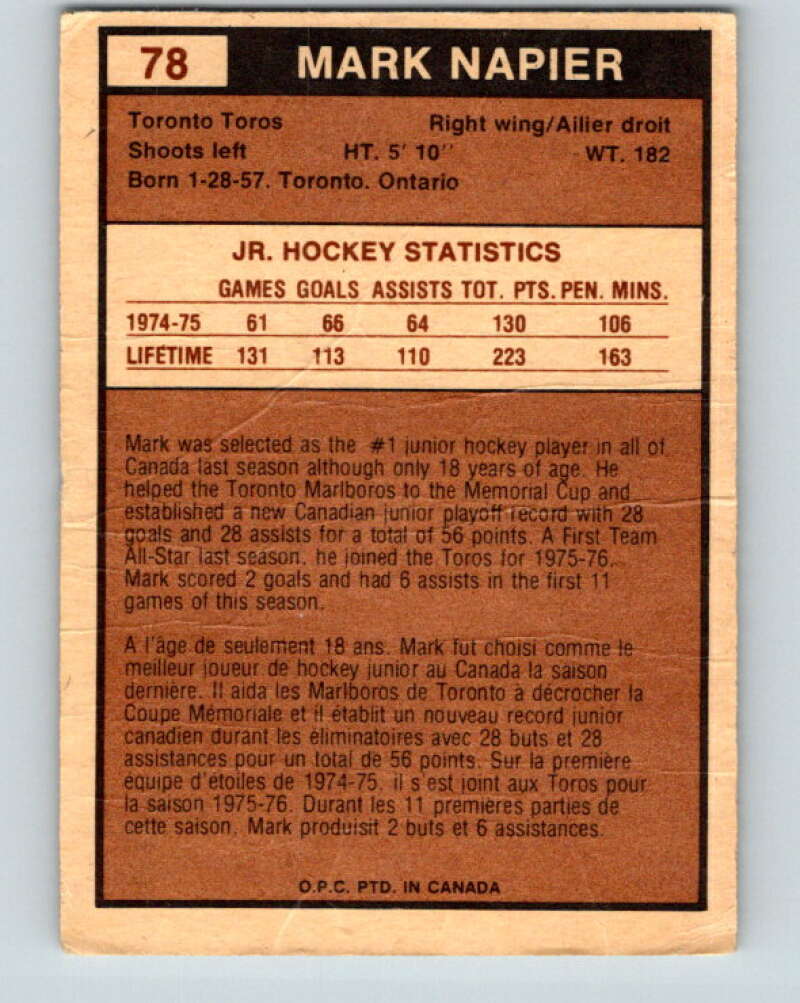 78 MARK NAPIER
Toronto Toros Right wing/Ailier droit
Shoots left HT. 5' 10'' WT. 182
Born 1-28-57. Toronto. Ontario
JR. HOCKEY STATISTICS
GAMES GOALS ASSISTS TOT. PTS. PEN. MINS.
1974-75 61 66 64 130 106
LIFETIME 131 113 110 223 163
Mark was selected as the #1 junior hockey player in all of
Canada last season although only 18 years of age. He
helped the Toronto Marlboros to the Memorial Cup and
established a new Canadian junior playoff record with 28
goals and 28 assists for a total of 56 points. A First Team
All-Star last season, he joined the Toros for 1975-76.
Mark scored 2 goals and had 6 assists in the first 11
games of this season.
A l'âge de seulement 18 ans. Mark fut choisi comme le
meilleur joueur de hockey junior au Canada la saison
dernière. Il aida les Marlboros de Toronto à décrocher la
Coupe Mémoriale et il établit un nouveau record junior
canadien durant les éliminatoires avec 28 buts et 28
assistances pour un total de 56 points. Sur la première
équipe d'étoiles de 1974-75, il s'est joint aux Toros pour
la saison 1975-76. Durant les 11 premières parties de
cette saison, Mark produisit 2 buts et 6 assistances.
O.P.C. PTD. IN CANADA